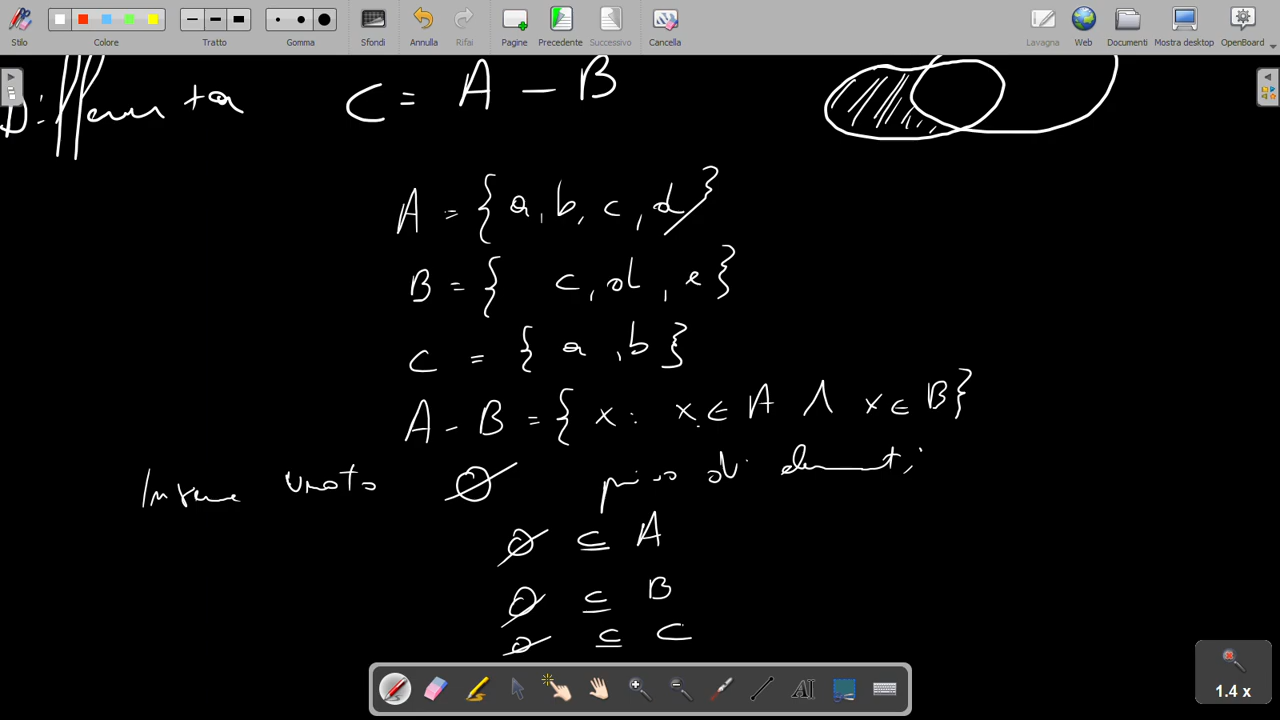 Stilo Colore Tratto Gomma Sfondi Annulla Rifai Pagine Precedente Successivo Cancella Lavagna Web Documenti Mostra desktop OpenBoard
Differenza C = A - B
A = { a, b, c, d }
B = { c, d, e }
C = { a, b }
A - B = { x : x ∈ A ∧ x ∈ B }
Insieme vuoto ∅ privo di elementi
∅ ⊆ A
∅ ⊆ B
∅ ⊆ C
1.4 x